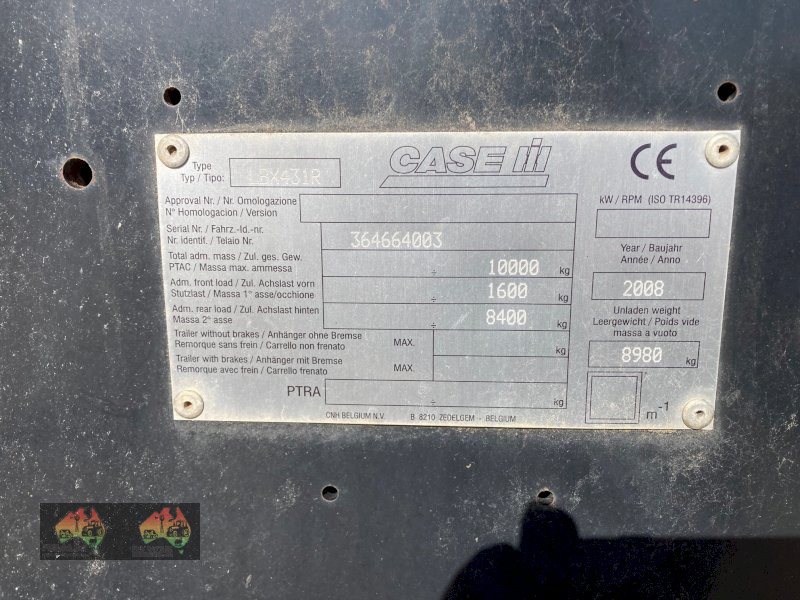 Type
Typ / Tipo:
LBX431R
CASE IH
CE
Approval Nr. / Nr. Omologazione
N° Homologacion / Version
Serial Nr. / Fahrz.-Id.-nr.
Nr. identif. / Telaio Nr.
364664003
Total adm. mass / Zul. ges. Gew.
PTAC / Massa max. ammessa
÷ 10000 kg
Adm. front load / Zul. Achslast vorn
Stutzlast / Massa 1° asse/occhione
÷ 1600 kg
Adm. rear load / Zul. Achslast hinten
Massa 2° asse
÷ 8400 kg
Trailer without brakes / Anhänger ohne Bremse
Remorque sans frein / Carrello non frenato
MAX. kg
Trailer with brakes / Anhänger mit Bremse
Remorque avec frein / Carrello frenato
MAX.
PTRA ÷ kg
CNH BELGIUM N.V. B 8210 ZEDELGEM - BELGIUM
kW / RPM (ISO TR14396)
Year / Baujahr
Année / Anno
2008
Unladen weight
Leergewicht / Poids vide
massa a vuoto
8980 kg
m-1